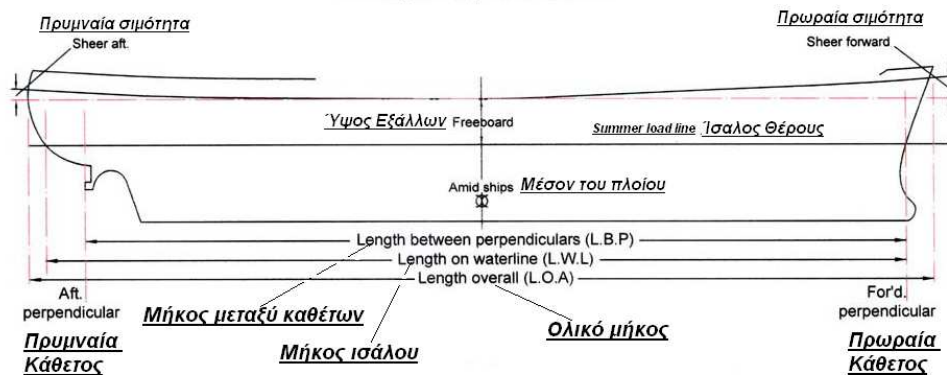 Πρυμναία σιμότητα
Sheer aft.
Πρωραία σιμότητα
Sheer forward
Ύψος Εξάλλων Freeboard
Summer load line Ίσαλος Θέρους
Amid ships Μέσον του πλοίου
Length between perpendiculars (L.B.P)
Length on waterline (L.W.L)
Length overall (L.O.A)
Aft.
perpendicular
Πρυμναία
Κάθετος
Μήκος μεταξύ καθέτων
Μήκος ισάλου
Ολικό μήκος
For'd.
perpendicular
Πρωραία
Κάθετος